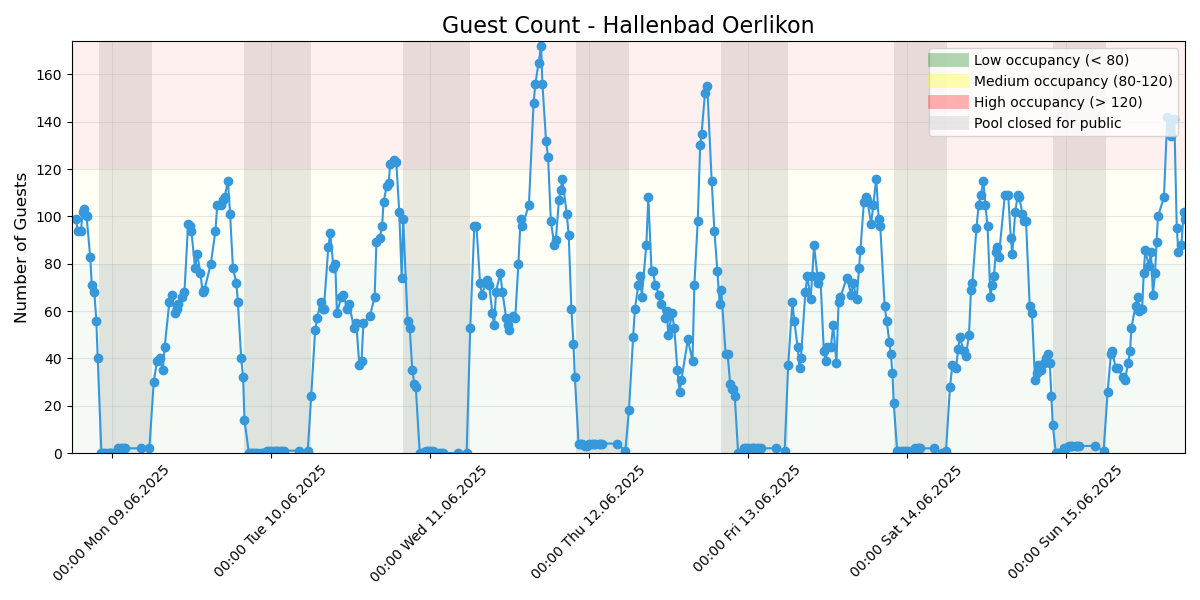 Guest Count - Hallenbad Oerlikon
Low occupancy (< 80)
Medium occupancy (80-120)
High occupancy (> 120)
Pool closed for public
Number of Guests
160
140
120
100
80
60
40
20
0
00:00 Mon 09.06.2025
00:00 Tue 10.06.2025
00:00 Wed 11.06.2025
00:00 Thu 12.06.2025
00:00 Fri 13.06.2025
00:00 Sat 14.06.2025
00:00 Sun 15.06.2025